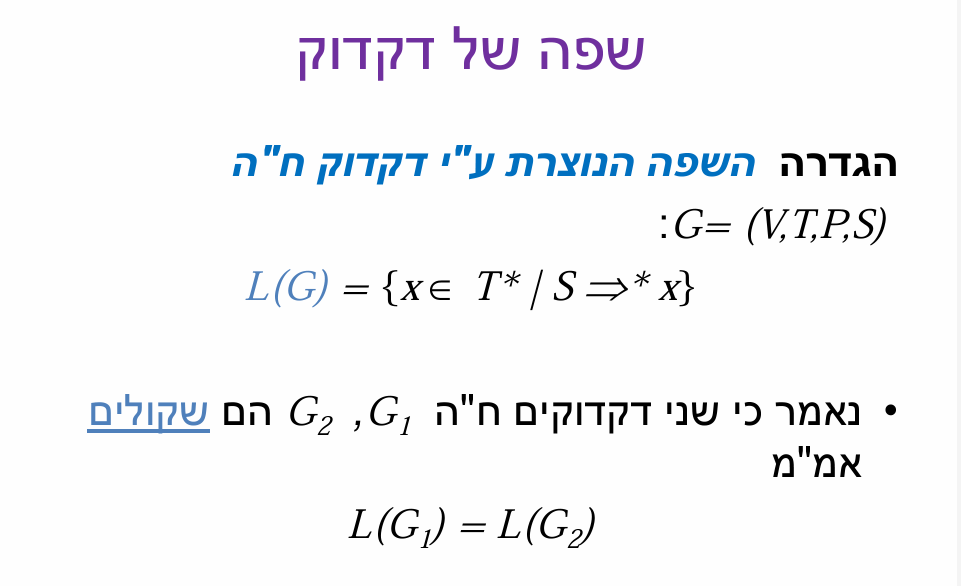 שפה של דקדוק
הגדרה השפה הנוצרת ע"י דקדוק ח"ה
G= (V,T,P,S):
L(G) = {x∈ T* | S ⇒* x}
• נאמר כי שני דקדוקים ח"ה G₁, G₂ הם שקולים
אמ"מ
L(G₁) = L(G₂)